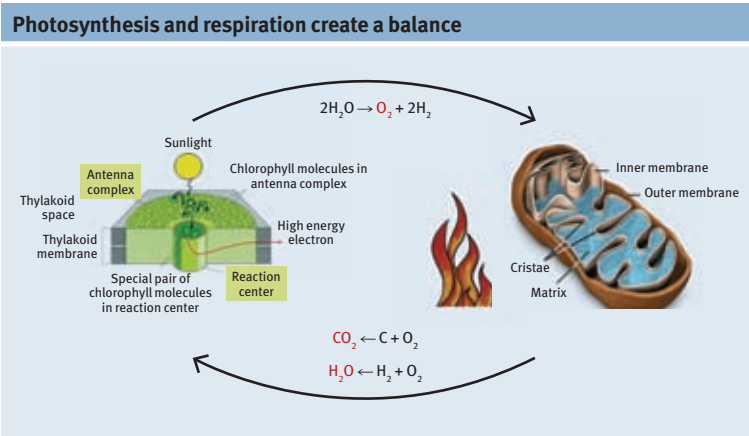 Photosynthesis and respiration create a balance
2H₂O → O₂ + 2H₂
Sunlight
Antenna
complex
Chlorophyll molecules in
antenna complex
Thylakoid
space
Thylakoid
membrane
High energy
electron
Special pair of
chlorophyll molecules
in reaction center
Reaction
center
Inner membrane
Outer membrane
Cristae
Matrix
CO₂ ← C + O₂
H₂O ← H₂ + O₂